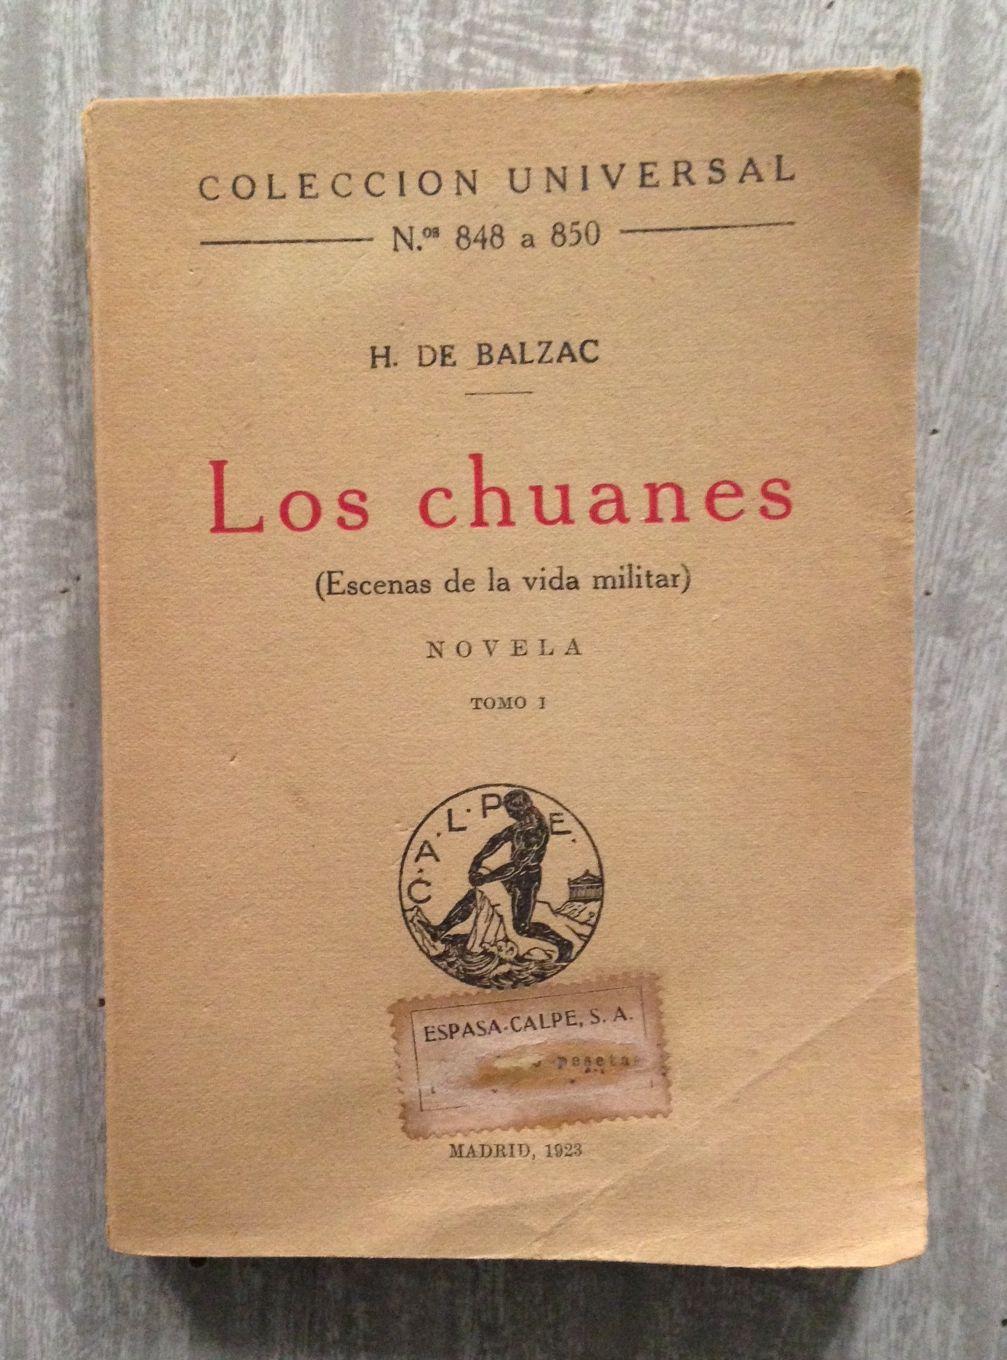 COLECCION UNIVERSAL
N.os 848 a 850
H. DE BALZAC
Los chuanes
(Escenas de la vida militar)
NOVELA
TOMO I
C.A.L.P.E.
ESPASA-CALPE, S. A.
pesetas
MADRID, 1923